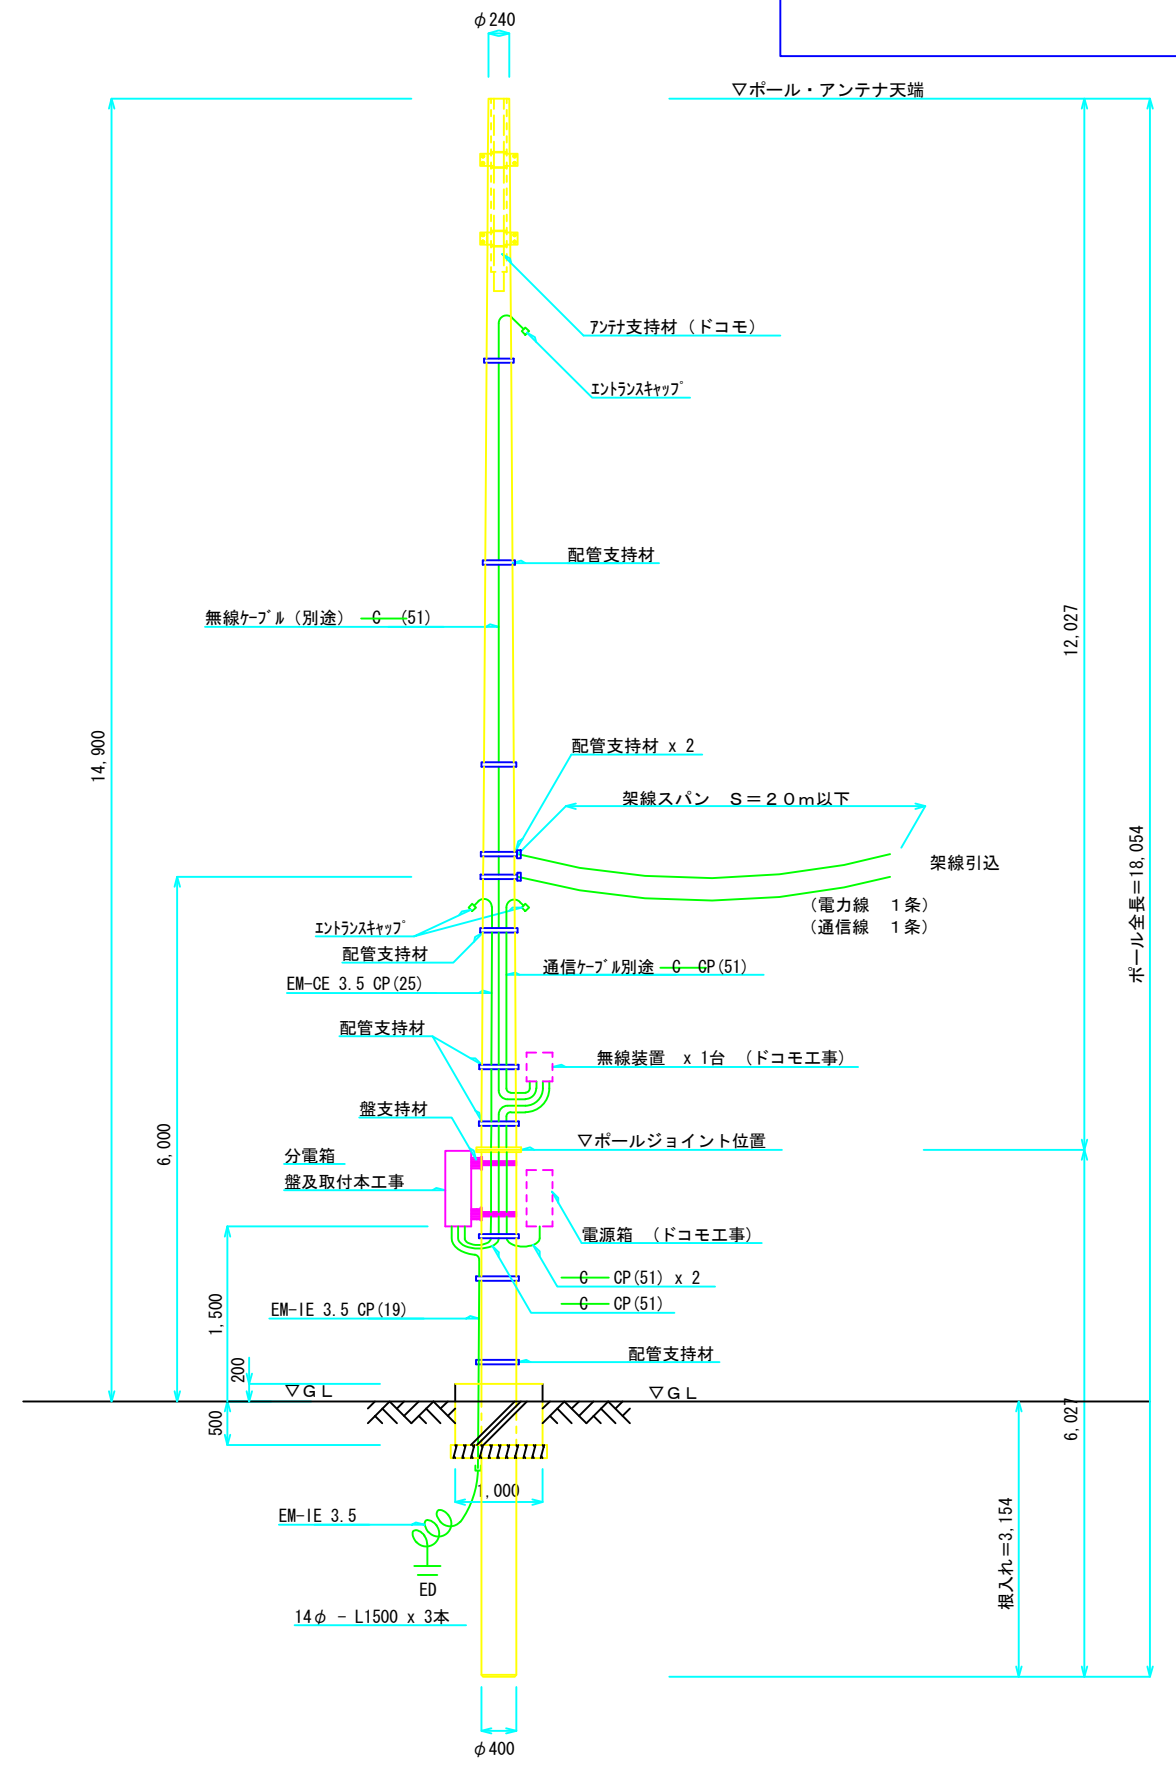 φ240
▽ポール・アンテナ天端
アンテナ支持材（ドコモ）
エントランスキャップ
配管支持材
無線ケーブル（別途） C (51)
12,027
配管支持材 x 2
14,900
架線スパン　Ｓ＝２０ｍ以下
ポール全長＝18,054
架線引込
（電力線　１条）
（通信線　１条）
エントランスキャップ
配管支持材
通信ケーブル別途 C CP(51)
EM-CE 3.5 CP(25)
配管支持材
無線装置 x 1台 （ドコモ工事）
盤支持材
6,000
▽ポールジョイント位置
分電箱
盤及取付本工事
電源箱 （ドコモ工事）
C CP(51) x 2
C CP(51)
EM-IE 3.5 CP(19)
1,500
配管支持材
200
▽ＧＬ
▽ＧＬ
500
6,027
1,000
EM-IE 3.5
根入れ＝3,154
ED
14φ - L1500 x 3本
φ400